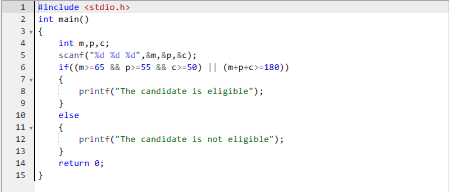 1 #include <stdio.h>
2 int main()
3 {
4 int m,p,c;
5 scanf("%d %d %d",&m,&p,&c);
6 if((m>=65 && p>=55 && c>=50) || (m+p+c>=180))
7 {
8 printf("The candidate is eligible");
9 }
10 else
11 {
12 printf("The candidate is not eligible");
13 }
14 return 0;
15 }